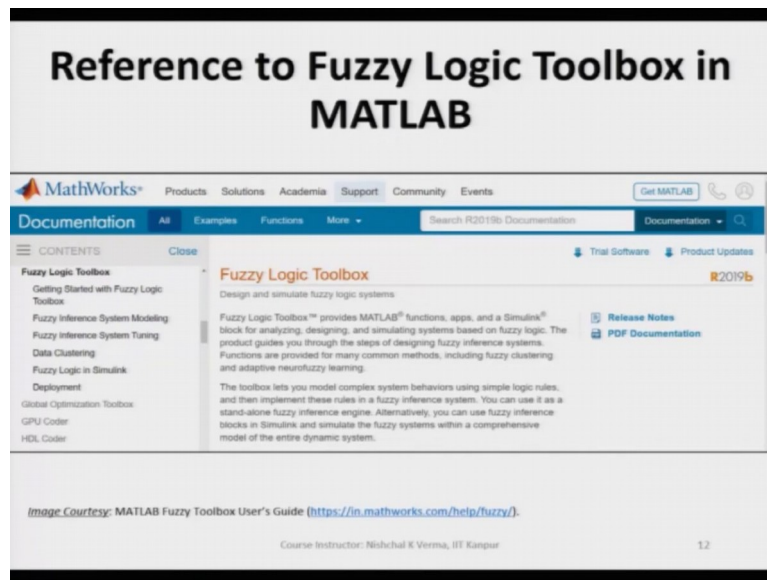 Reference to Fuzzy Logic Toolbox in
MATLAB
MathWorks®
Products Solutions Academia Support Community Events
Get MATLAB
Documentation All Examples Functions More
Search R2019b Documentation
Documentation
CONTENTS Close
Trial Software Product Updates
Fuzzy Logic Toolbox
Getting Started with Fuzzy Logic
Toolbox
Fuzzy Inference System Modeling
Fuzzy Inference System Tuning
Data Clustering
Fuzzy Logic in Simulink
Deployment
Global Optimization Toolbox
GPU Coder
HDL Coder
Fuzzy Logic Toolbox
R2019b
Design and simulate fuzzy logic systems
Fuzzy Logic Toolbox™ provides MATLAB® functions, apps, and a Simulink®
block for analyzing, designing, and simulating systems based on fuzzy logic. The
product guides you through the steps of designing fuzzy inference systems.
Functions are provided for many common methods, including fuzzy clustering
and adaptive neurofuzzy learning.
The toolbox lets you model complex system behaviors using simple logic rules,
and then implement these rules in a fuzzy inference system. You can use it as a
stand-alone fuzzy inference engine. Alternatively, you can use fuzzy inference
blocks in Simulink and simulate the fuzzy systems within a comprehensive
model of the entire dynamic system.
Release Notes
PDF Documentation
Image Courtesy: MATLAB Fuzzy Toolbox User's Guide (https://in.mathworks.com/help/fuzzy/).
Course Instructor: Nishchal K Verma, IIT Kanpur
12